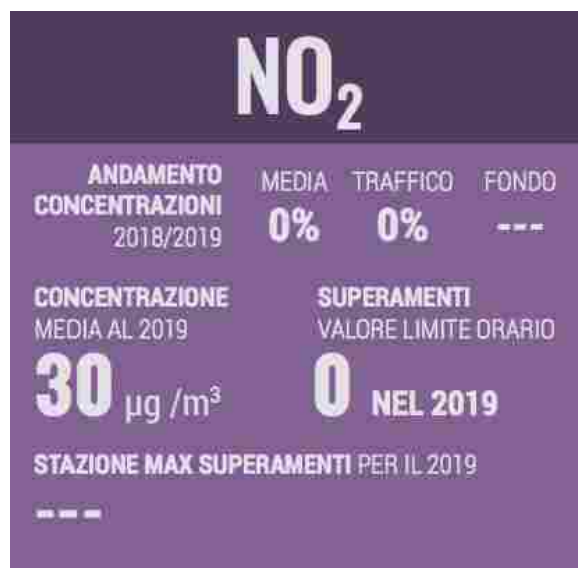 NO₂
ANDAMENTO CONCENTRAZIONI 2018/2019
MEDIA TRAFFICO FONDO
0% 0% ---
CONCENTRAZIONE
MEDIA AL 2019
30 µg /m³
SUPERAMENTI
VALORE LIMITE ORARIO
0 NEL 2019
STAZIONE MAX SUPERAMENTI PER IL 2019
---